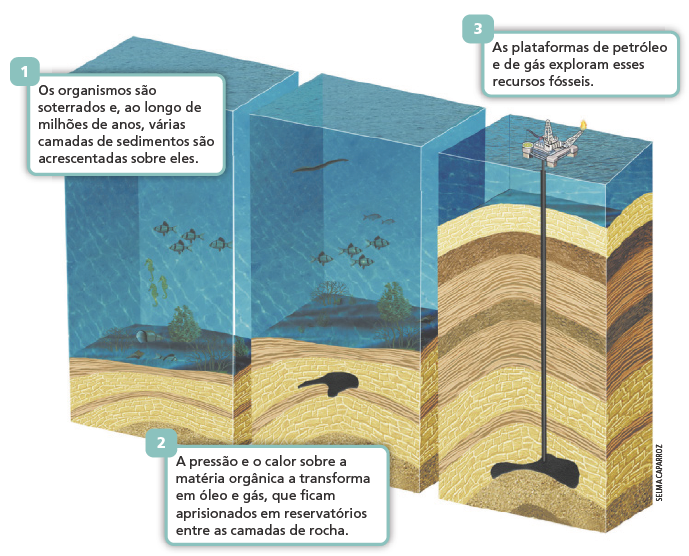 1
Os organismos são
soterrados e, ao longo de
milhões de anos, várias
camadas de sedimentos são
acrescentadas sobre eles.
2
A pressão e o calor sobre a
matéria orgânica a transforma
em óleo e gás, que ficam
aprisionados em reservatórios
entre as camadas de rocha.
3
As plataformas de petróleo
e de gás exploram esses
recursos fósseis.
SELMA CAPARROZ